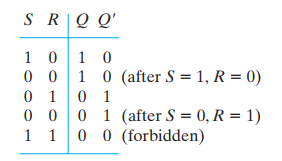 S R Q Q'
1 0 1 0
0 0 1 0 (after S = 1, R = 0)
0 1 0 1
0 0 0 1 (after S = 0, R = 1)
1 1 0 0 (forbidden)